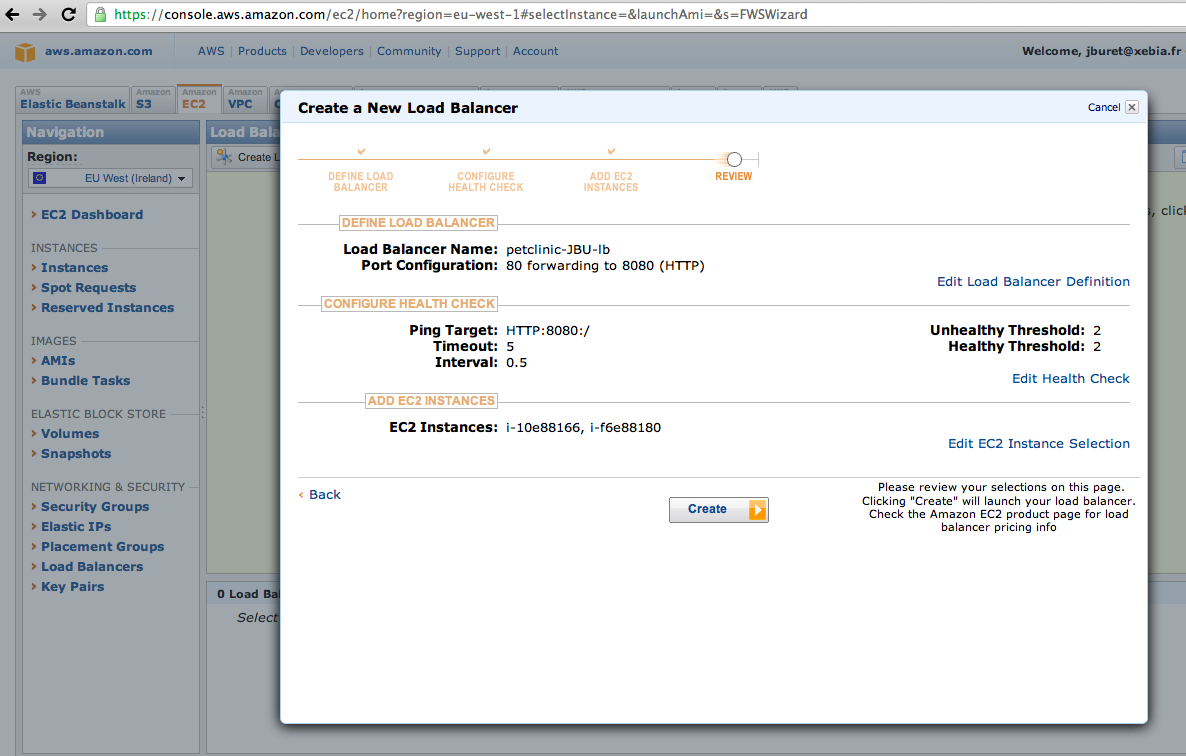 https://console.aws.amazon.com/ec2/home?region=eu-west-1#selectInstance=&launchAmi=&s=FWSWizard
aws.amazon.com
AWS | Products | Developers | Community | Support | Account
Welcome, jburet@xebia.fr
AWS
Elastic Beanstalk
Amazon
S3
Amazon
EC2
Amazon
VPC
Navigation
Region:
EU West (Ireland)
EC2 Dashboard
INSTANCES
Instances
Spot Requests
Reserved Instances
IMAGES
AMIs
Bundle Tasks
ELASTIC BLOCK STORE
Volumes
Snapshots
NETWORKING & SECURITY
Security Groups
Elastic IPs
Placement Groups
Load Balancers
Key Pairs
Load Bala
Create L
s, clic
0 Load Bal
Select
Create a New Load Balancer
Cancel
DEFINE LOAD
BALANCER
CONFIGURE
HEALTH CHECK
ADD EC2
INSTANCES
REVIEW
DEFINE LOAD BALANCER
Load Balancer Name: petclinic-JBU-lb
Port Configuration: 80 forwarding to 8080 (HTTP)
Edit Load Balancer Definition
CONFIGURE HEALTH CHECK
Ping Target: HTTP:8080:/
Timeout: 5
Interval: 0.5
Unhealthy Threshold: 2
Healthy Threshold: 2
Edit Health Check
ADD EC2 INSTANCES
EC2 Instances: i-10e88166, i-f6e88180
Edit EC2 Instance Selection
< Back
Create
Please review your selections on this page.
Clicking "Create" will launch your load balancer.
Check the Amazon EC2 product page for load
balancer pricing info